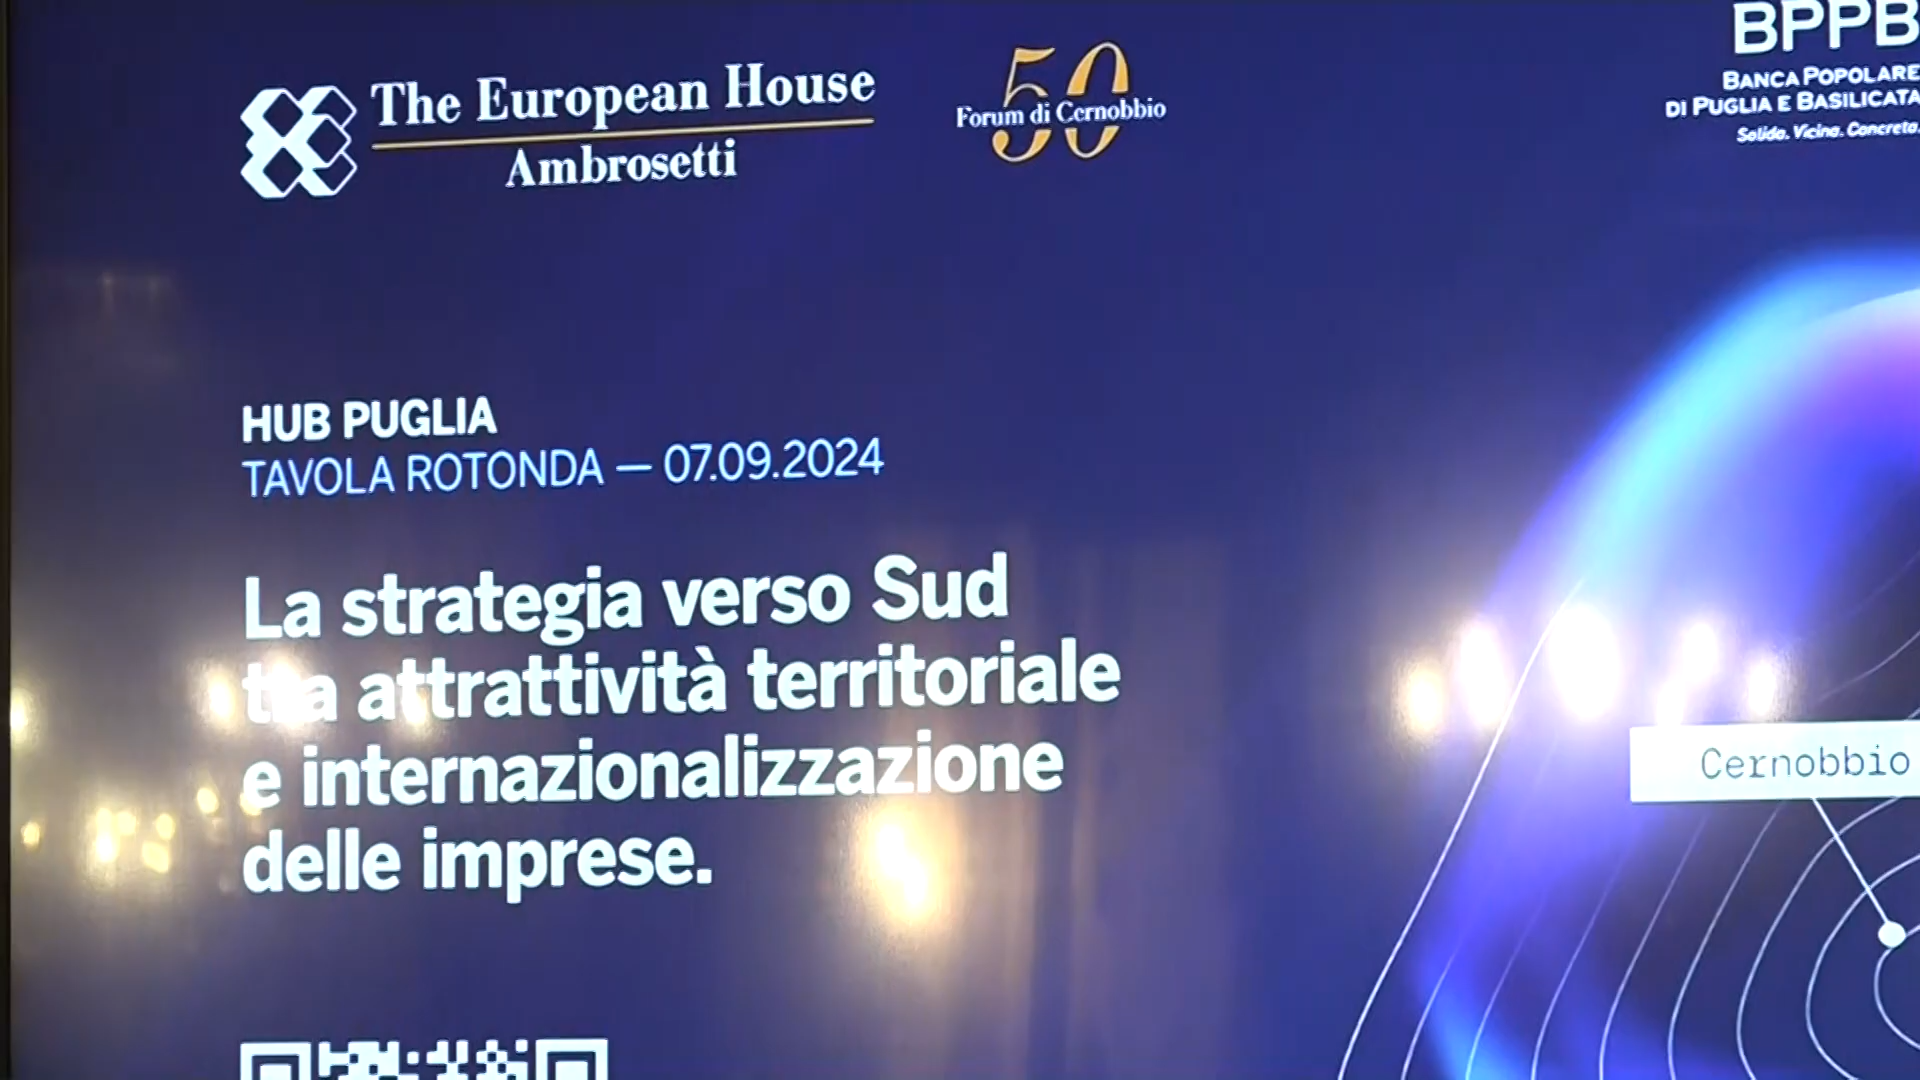 The European House
Ambrosetti
50
Forum di Cernobbio
BPPB
BANCA POPOLARE
DI PUGLIA E BASILICATA
Solida. Vicina. Concreta.
HUB PUGLIA
TAVOLA ROTONDA — 07.09.2024
La strategia verso Sud
tra attrattività territoriale
e internazionalizzazione
delle imprese.
Cernobbio